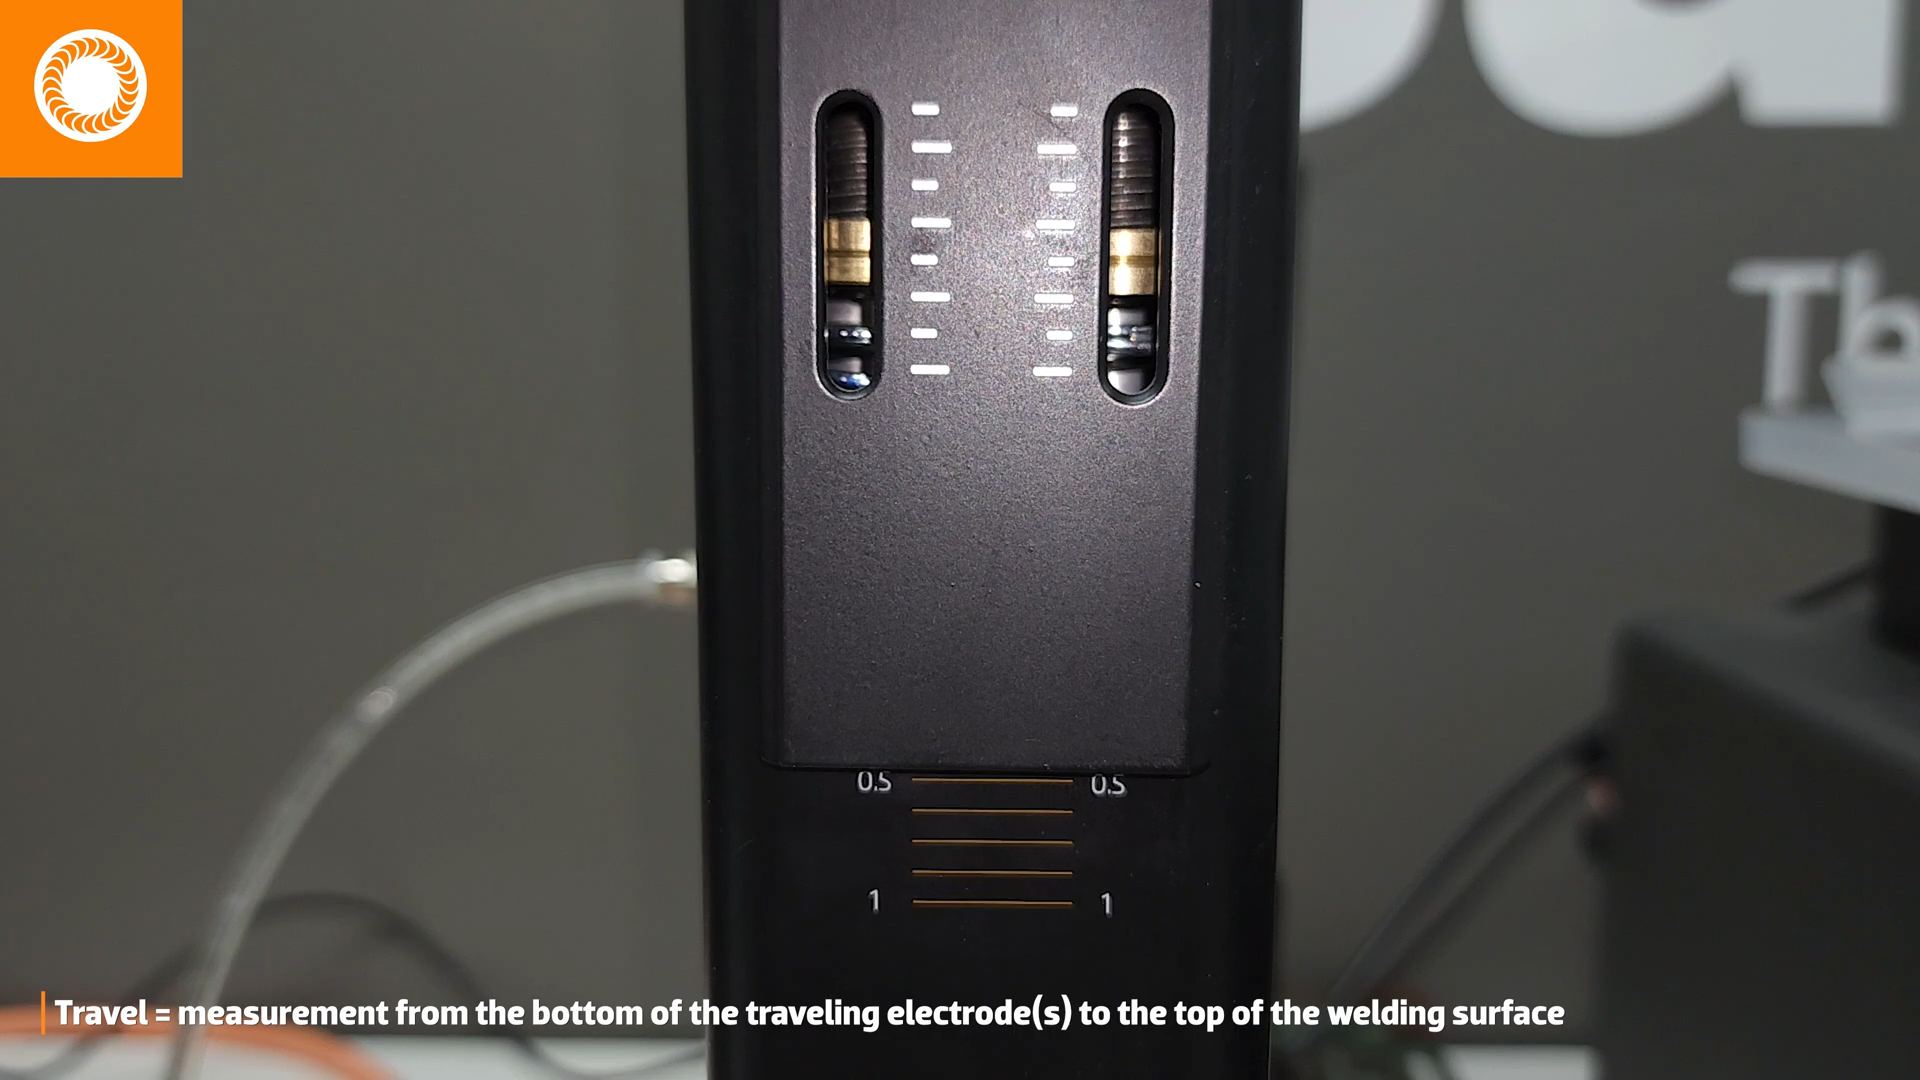 Th
0.5 0.5
1 1
Travel = measurement from the bottom of the traveling electrode(s) to the top of the welding surface